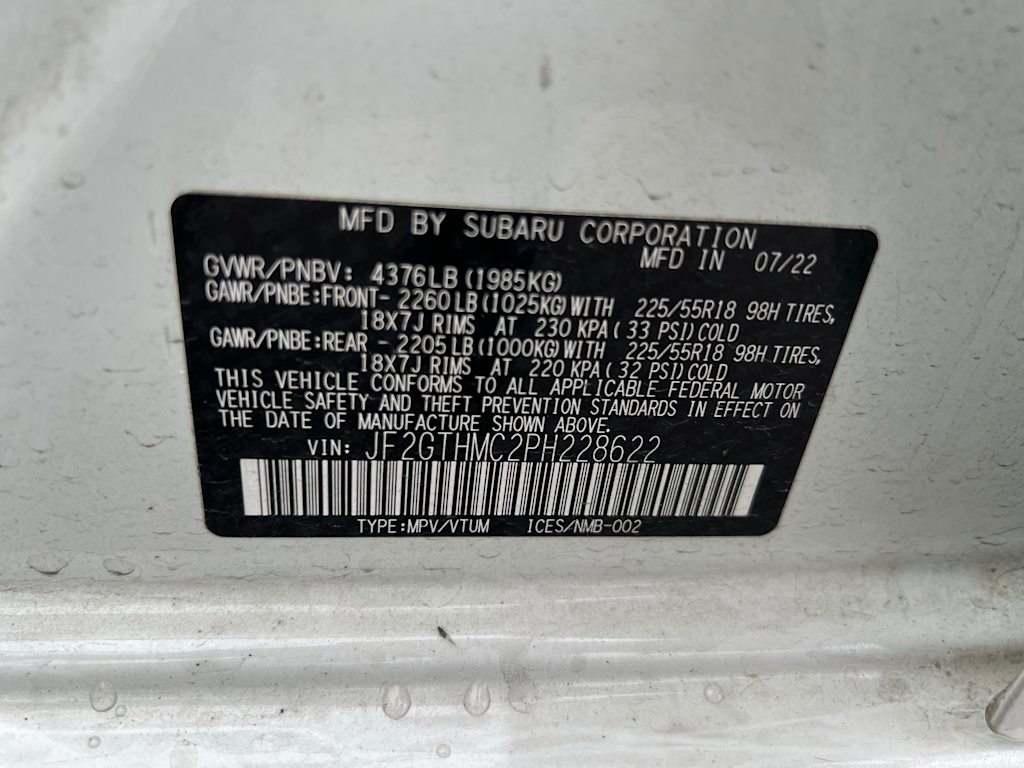 MFD BY SUBARU CORPORATION
MFD IN 07/22
GVWR/PNBV: 4376LB (1985KG)
GAWR/PNBE:FRONT- 2260LB (1025KG) WITH 225/55R18 98H TIRES,
18X7J RIMS AT 230 KPA ( 33 PSI) COLD
GAWR/PNBE:REAR - 2205LB (1000KG) WITH 225/55R18 98H TIRES,
18X7J RIMS AT 220 KPA ( 32 PSI) COLD
THIS VEHICLE CONFORMS TO ALL APPLICABLE FEDERAL MOTOR
VEHICLE SAFETY AND THEFT PREVENTION STANDARDS IN EFFECT ON
THE DATE OF MANUFACTURE SHOWN ABOVE.
VIN: JF2GTHMC2PH228622
TYPE:MPV/VTUM ICES/NMB-002